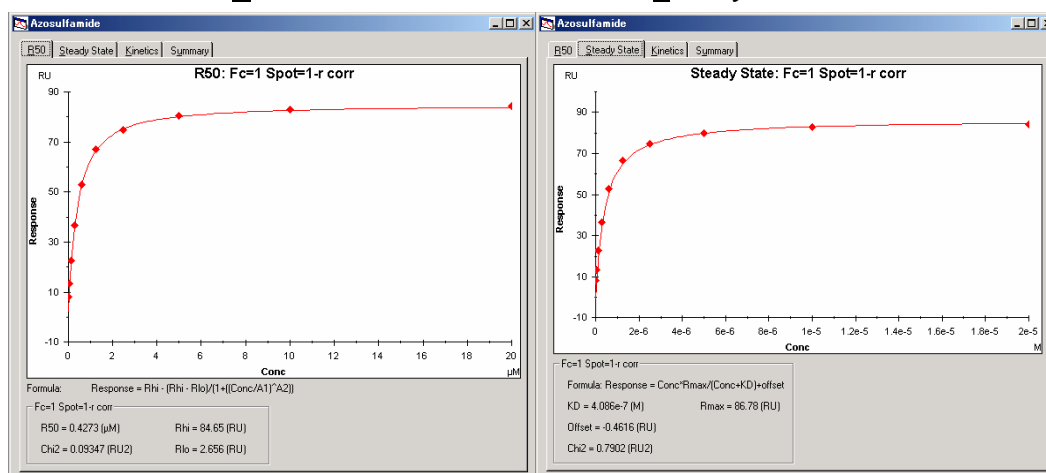 Azosulfamide
R50 Steady State Kinetics Summary
RU
R50: Fc=1 Spot=1-r corr
90
70
50
30
10
-10
Response
0 2 4 6 8 10 12 14 16 18 20
Conc
µM
Formula: Response = Rhi - (Rhi - Rlo)/(1+((Conc/A1)^A2))
Fc=1 Spot=1-r corr
R50 = 0.4273 (µM) Rhi = 84.65 (RU)
Chi2 = 0.09347 (RU2) Rlo = 2.656 (RU)
Azosulfamide
R50 Steady State Kinetics Summary
RU
Steady State: Fc=1 Spot=1-r corr
90
70
50
30
10
-10
Response
0 2e-6 4e-6 6e-6 8e-6 1e-5 1.2e-5 1.4e-5 1.6e-5 1.8e-5 2e-5
Conc
M
Fc=1 Spot=1-r corr
Formula: Response = Conc*Rmax/(Conc+KD)+offset
KD = 4.086e-7 (M) Rmax = 86.78 (RU)
Offset = -0.4616 (RU)
Chi2 = 0.7902 (RU2)